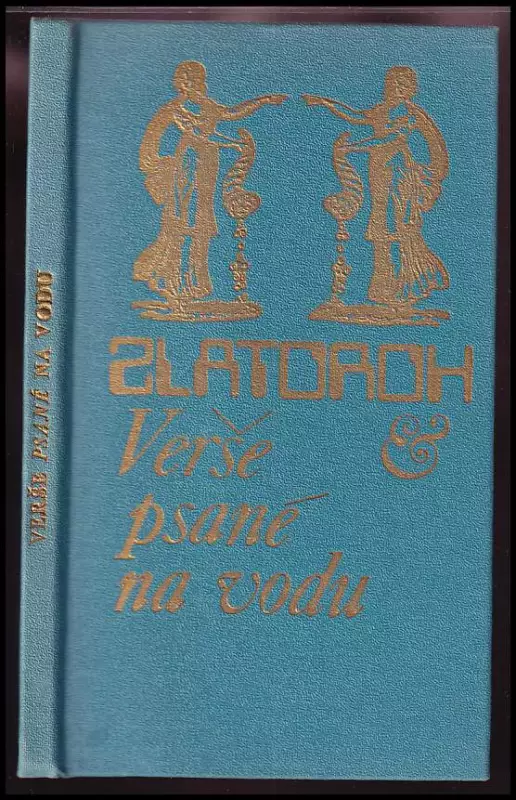 VERŠE PSANÉ NA VODU
ZLATOROH
&
Verše
psané
na vodu